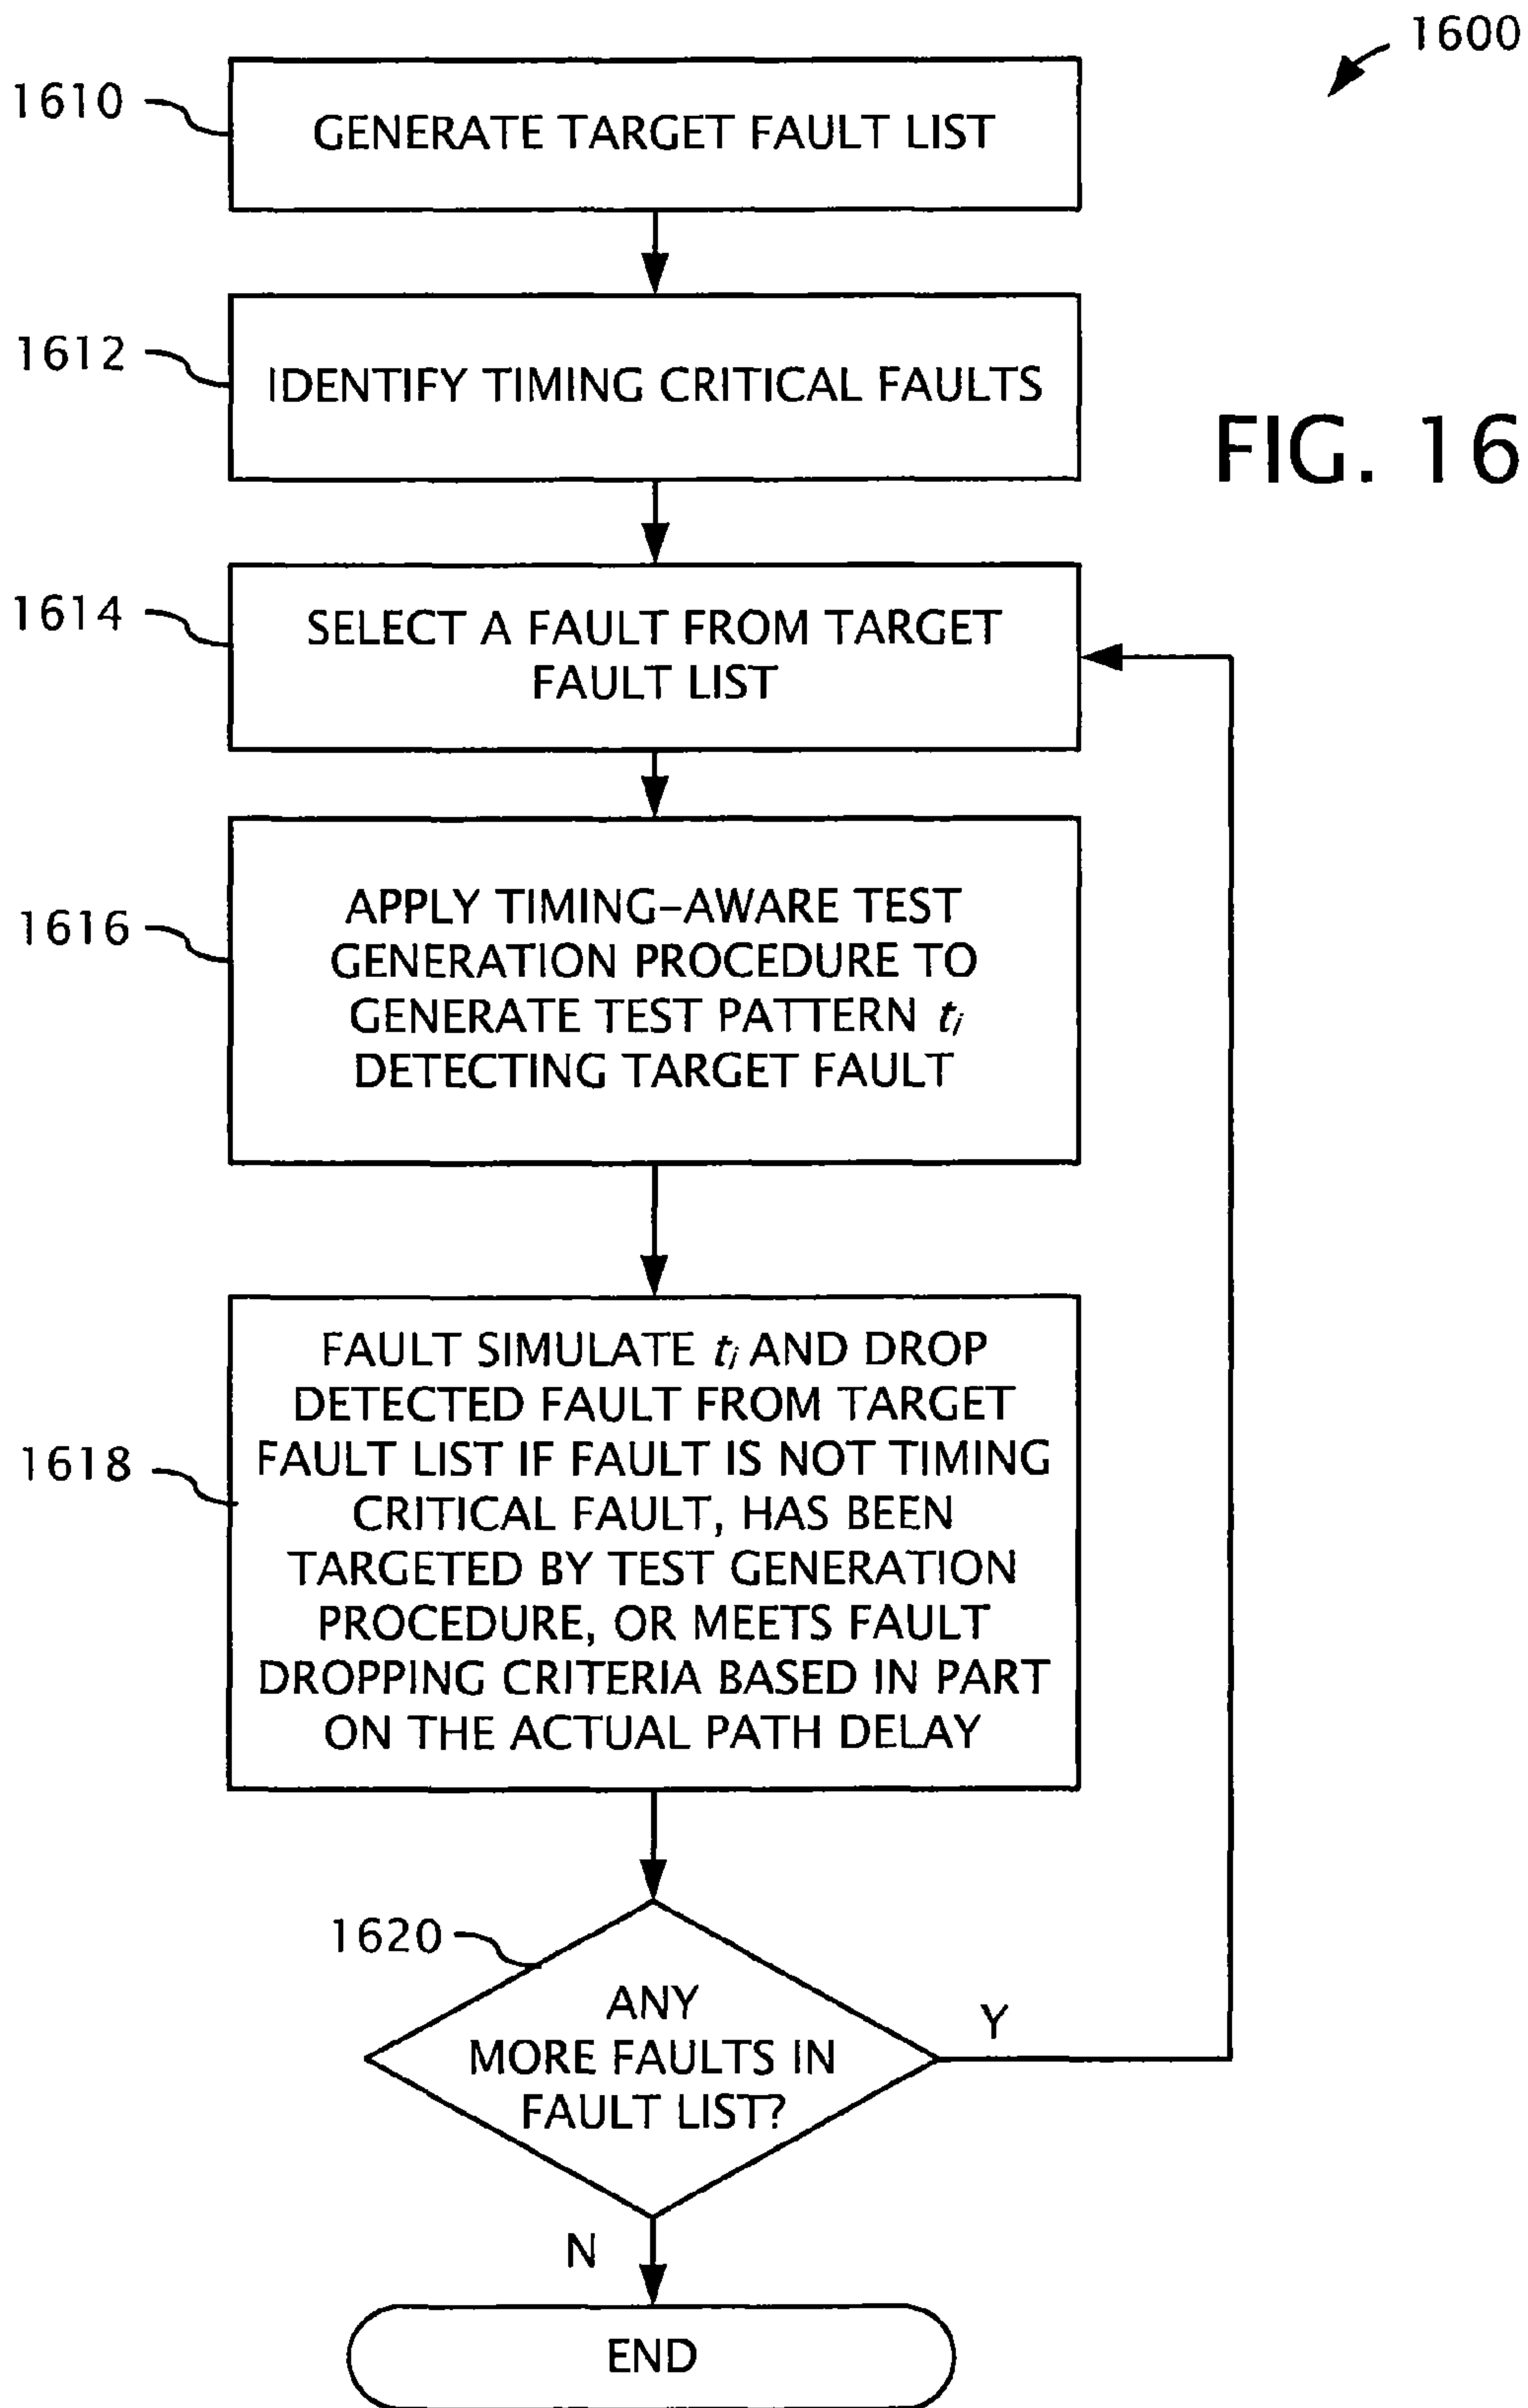 1600
1610
GENERATE TARGET FAULT LIST
1612
IDENTIFY TIMING CRITICAL FAULTS
FIG. 16
1614
SELECT A FAULT FROM TARGET
FAULT LIST
1616
APPLY TIMING-AWARE TEST
GENERATION PROCEDURE TO
GENERATE TEST PATTERN ti
DETECTING TARGET FAULT
1618
FAULT SIMULATE ti AND DROP
DETECTED FAULT FROM TARGET
FAULT LIST IF FAULT IS NOT TIMING
CRITICAL FAULT, HAS BEEN
TARGETED BY TEST GENERATION
PROCEDURE, OR MEETS FAULT
DROPPING CRITERIA BASED IN PART
ON THE ACTUAL PATH DELAY
1620
ANY
MORE FAULTS IN
FAULT LIST?
Y
N
END